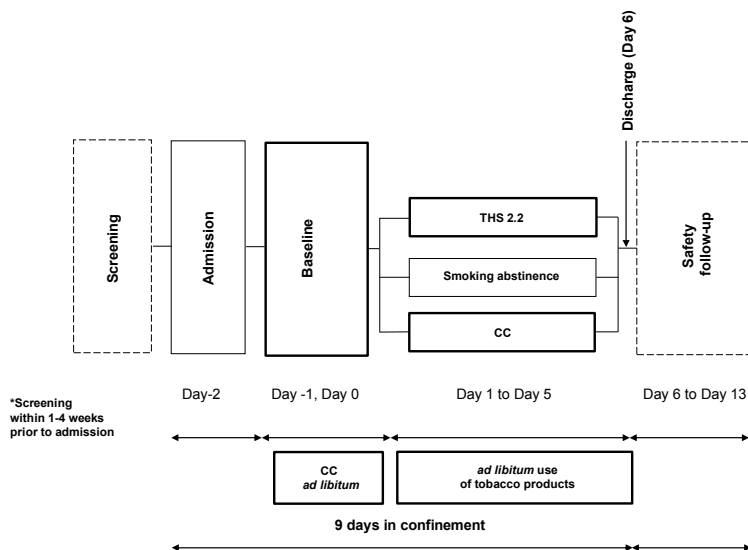 Discharge (Day 6)
Screening
Admission
Baseline
THS 2.2
Smoking abstinence
CC
Safety
follow-up
*Screening
within 1-4 weeks
prior to admission
Day-2
Day -1, Day 0
Day 1 to Day 5
Day 6 to Day 13
CC
ad libitum
ad libitum use
of tobacco products
9 days in confinement